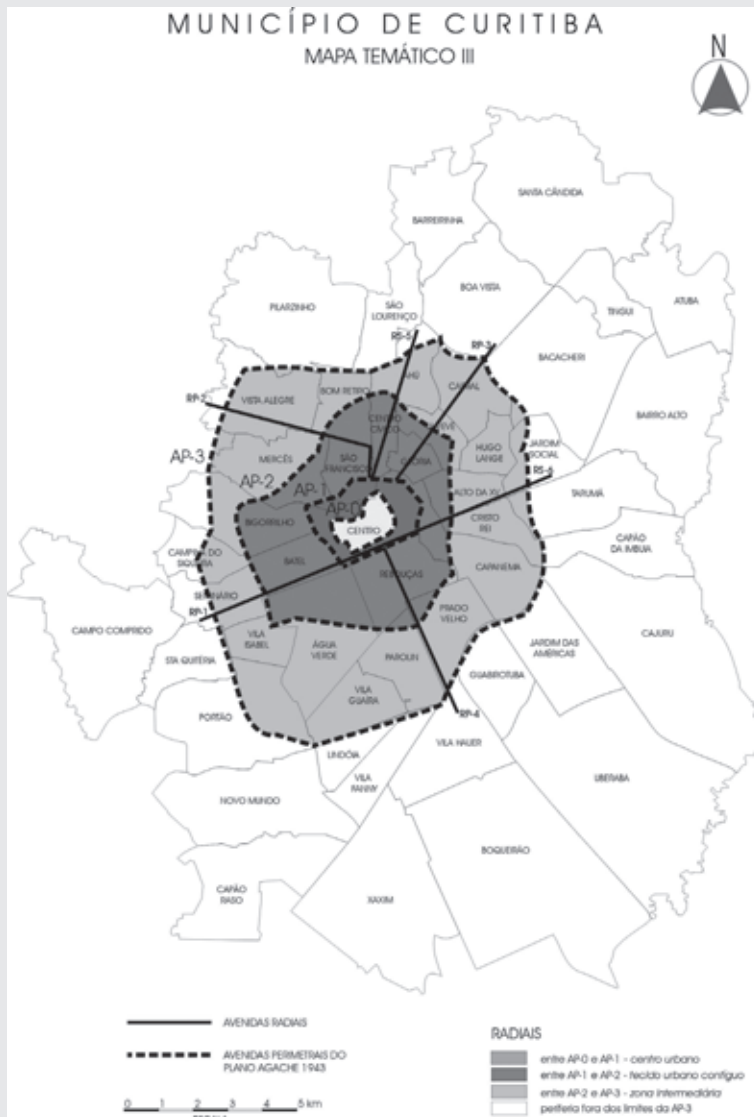 MUNICÍPIO DE CURITIBA
MAPA TEMÁTICO III
N
SANTA CÂNDIDA
BARREIRINHA
BOA VISTA
ATUBA
TINGUI
PILARZINHO
SÃO
LOURENÇO
RS-5
RP-3
BACACHERI
AHÚ
CABRAL
BAIRRO ALTO
RP-2
VISTA ALEGRE
BOM RETIRO
CENTRO
CÍVICO
HUGO
LANGE
JARDIM
SOCIAL
AP-3
MERCÊS
SÃO
FRANCISCO
GLÓRIA
AP-2
AP-1
RS-6
ALTO DA XV
TARUMÃ
AP-0
BIGORRILHO
CENTRO
CRISTO
REI
CAPÃO
DA IMBUIA
CAMPINA DO
SIQUEIRA
BATEL
REBOUÇAS
CAPANEMA
SEMINÁRIO
RP-1
PRADO
VELHO
CAMPO COMPRIDO
VILA
ISABEL
ÁGUA
VERDE
PAROLIN
JARDIM DAS
AMÉRICAS
CAJURU
STA QUITÉRIA
GUABIROTUBA
VILA
GUAIRA
RP-4
PORTÃO
VILA HAUER
LINDÓIA
VILA
FANNY
UBERABA
NOVO MUNDO
BOQUEIRÃO
CAPÃO
RASO
XAXIM
AVENIDAS RADIAIS
AVENIDAS PERIMETRAIS DO
PLANO AGACHE 1943
0 1 2 3 4 5 km
ESCALA
RADIAIS
entre AP-0 e AP-1 - centro urbano
entre AP-1 e AP-2 - tecido urbano contíguo
entre AP-2 e AP-3 - zona intermediária
periferia fora dos limites da AP-3